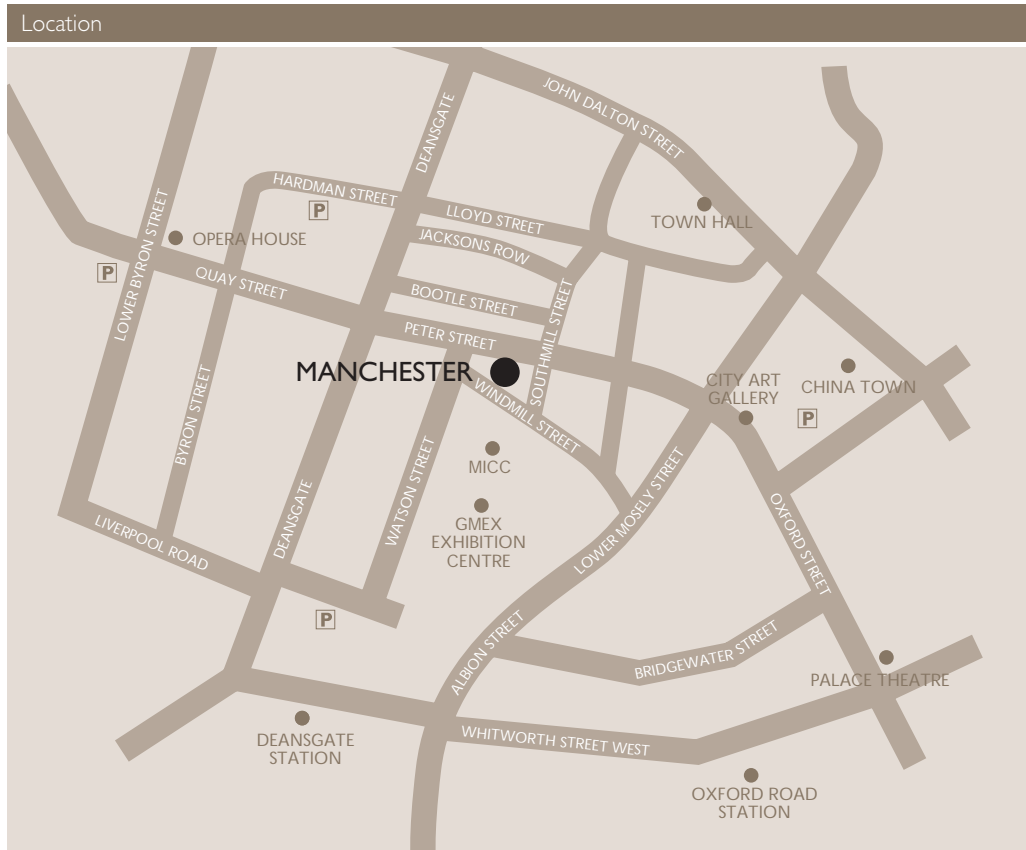 Location
JOHN DALTON STREET
DEANSGATE
HARDMAN STREET
P
LLOYD STREET
TOWN HALL
JACKSONS ROW
OPERA HOUSE
LOWER BYRON STREET
P
QUAY STREET
BOOTLE STREET
SOUTHMILL STREET
PETER STREET
MANCHESTER
WINDMILL STREET
CITY ART
GALLERY
CHINA TOWN
P
BYRON STREET
WATSON STREET
MICC
LOWER MOSELY STREET
GMEX
EXHIBITION
CENTRE
OXFORD STREET
LIVERPOOL ROAD
DEANSGATE
P
ALBION STREET
BRIDGEWATER STREET
PALACE THEATRE
DEANSGATE
STATION
WHITWORTH STREET WEST
OXFORD ROAD
STATION